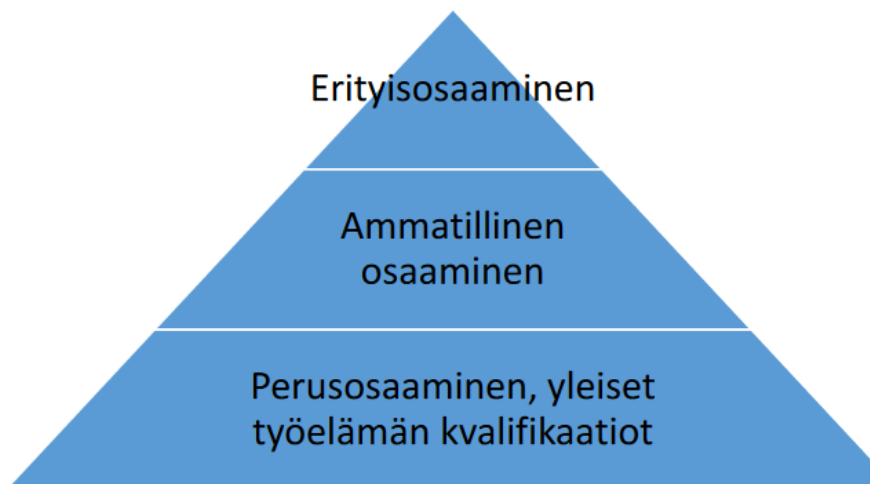 Erityisosaaminen
Ammatillinen
osaaminen
Perusosaaminen, yleiset
työelämän kvalifikaatiot